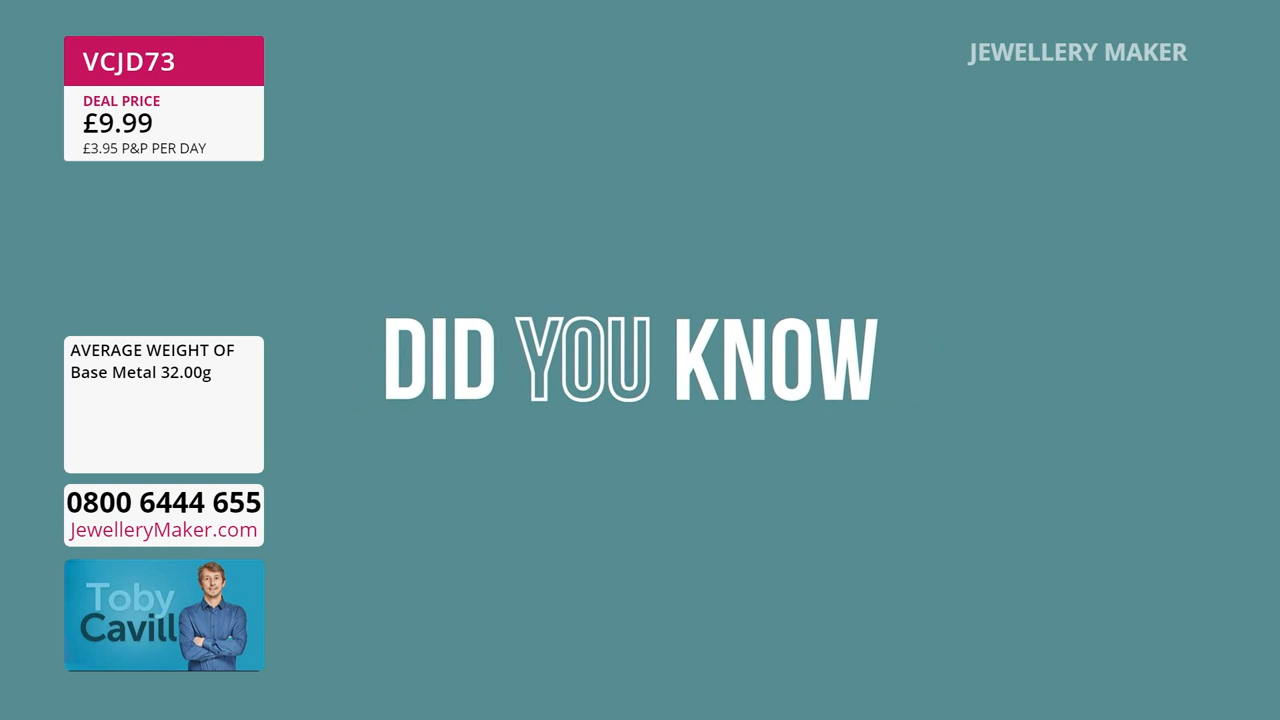 VCJD73
DEAL PRICE
£9.99
£3.95 P&P PER DAY
JEWELLERY MAKER
DID YOU KNOW
AVERAGE WEIGHT OF
Base Metal 32.00g
0800 6444 655
JewelleryMaker.com
Toby
Cavill